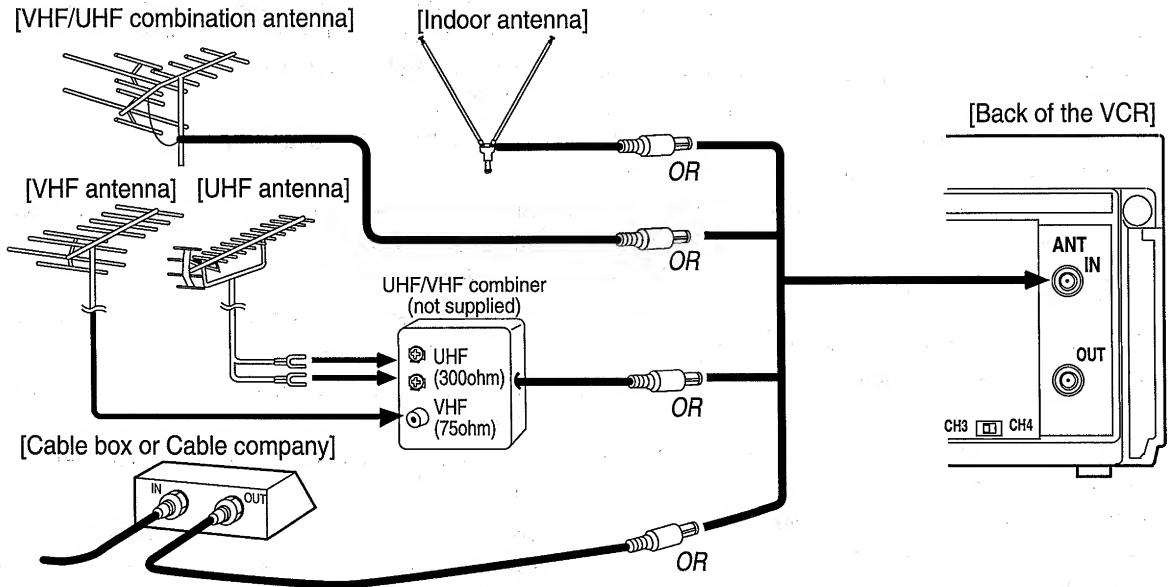 [VHF/UHF combination antenna]
[Indoor antenna]
[Back of the VCR]
OR
[VHF antenna]
[UHF antenna]
OR
ANT
IN
UHF/VHF combiner
(not supplied)
UHF
(300ohm)
OUT
VHF
(75ohm)
OR
CH3
CH4
[Cable box or Cable company]
IN
OUT
OR